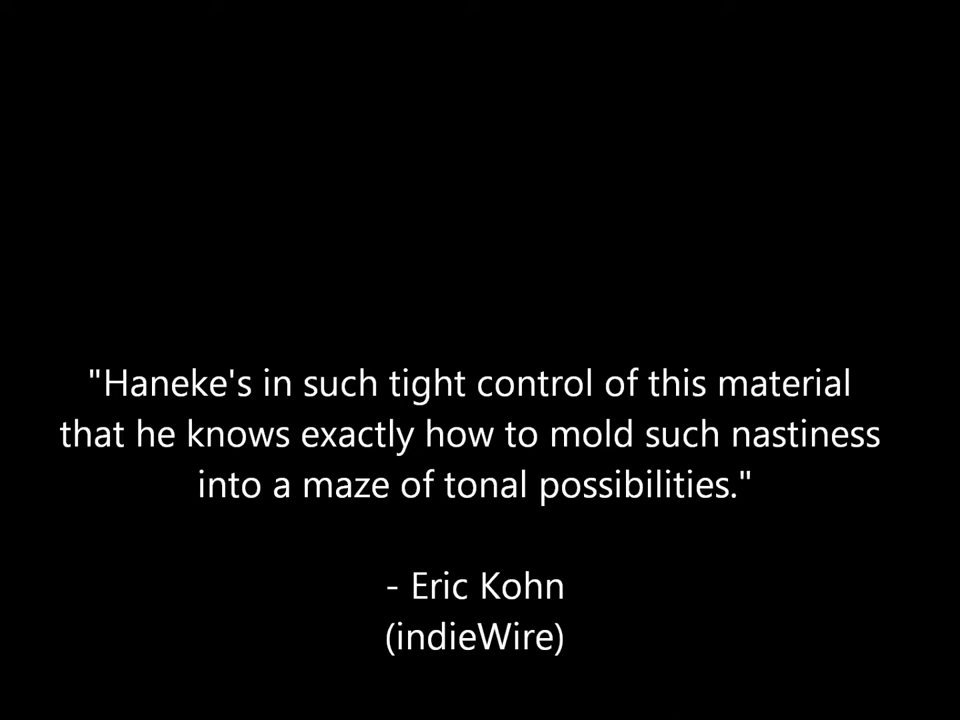 "Haneke's in such tight control of this material
that he knows exactly how to mold such nastiness
into a maze of tonal possibilities."
- Eric Kohn
(indieWire)